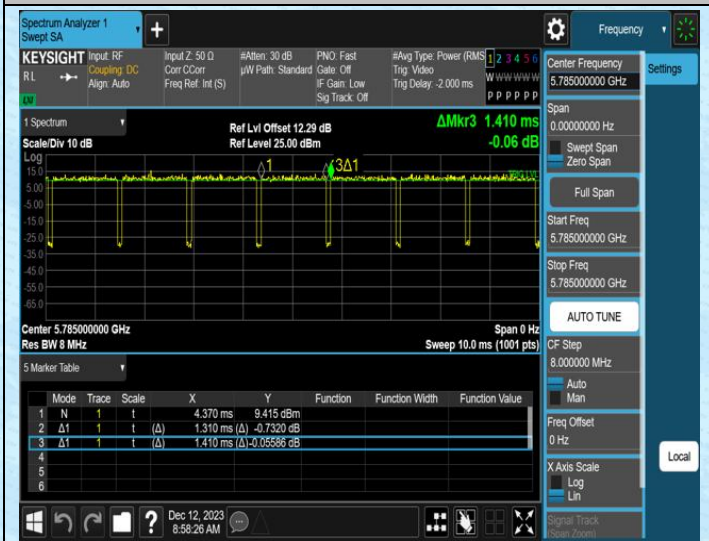 Spectrum Analyzer 1
Swept SA
+
Frequency
KEYSIGHT
RL
Input: RF
Coupling: DC
Align: Auto
Input Z: 50 Ω
Corr CCorr
Freq Ref: Int (S)
#Atten: 30 dB
µW Path: Standard
PNO: Fast
Gate: Off
IF Gain: Low
Sig Track: Off
#Avg Type: Power (RMS
Trig: Video
Trig Delay: -2.000 ms
1 2 3 4 5 6
W W W W W W
P P P P P P
1 Spectrum
Scale/Div 10 dB
Ref Lvl Offset 12.29 dB
Ref Level 25.00 dBm
ΔMkr3 1.410 ms
-0.06 dB
Log
15.0
5.00
-5.00
-15.0
-25.0
-35.0
-45.0
-55.0
-65.0
1
3Δ1
Center 5.785000000 GHz
Res BW 8 MHz
Span 0 Hz
Sweep 10.0 ms (1001 pts)
5 Marker Table
Mode Trace Scale X Y Function Function Width Function Value
1 N 1 t 4.370 ms 9.415 dBm
2 Δ1 1 t (Δ) 1.310 ms (Δ) -0.7320 dB
3 Δ1 1 t (Δ) 1.410 ms (Δ) -0.05586 dB
4
5
6
Dec 12, 2023
8:58:26 AM
Center Frequency
5.785000000 GHz
Span
0.00000000 Hz
Swept Span
Zero Span
Full Span
Start Freq
5.785000000 GHz
Stop Freq
5.785000000 GHz
AUTO TUNE
CF Step
8.000000 MHz
Auto
Man
Freq Offset
0 Hz
X Axis Scale
Log
Lin
Signal Track
(Span Zoom)
Settings
Local